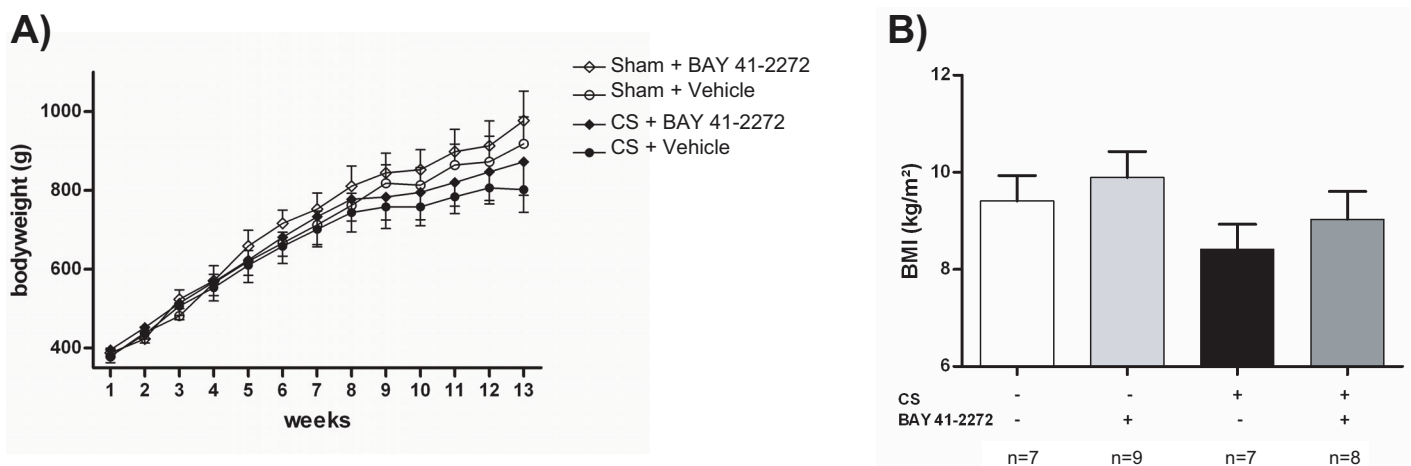 A)
1000
800
600
400
bodyweight (g)
1 2 3 4 5 6 7 8 9 10 11 12 13
weeks
Sham + BAY 41-2272
Sham + Vehicle
CS + BAY 41-2272
CS + Vehicle
B)
12
10
8
6
BMI (kg/m²)
CS - - + +
BAY 41-2272 - + - +
n=7 n=9 n=7 n=8